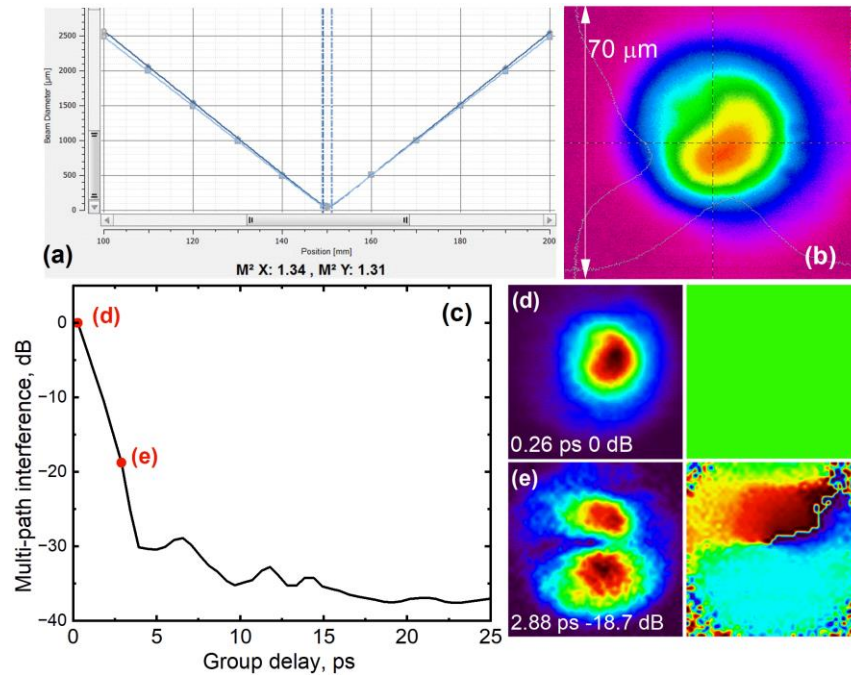 Beam Diameter [µm]
2500
2000
1500
1000
500
0
100
120
140
160
180
200
Position [mm]
M² X: 1.34 , M² Y: 1.31
(a)
70 µm
(b)
(c)
Multi-path interference, dB
0
−10
−20
−30
−40
(d)
(e)
0
5
10
15
20
25
Group delay, ps
(d)
0.26 ps 0 dB
(e)
2.88 ps -18.7 dB